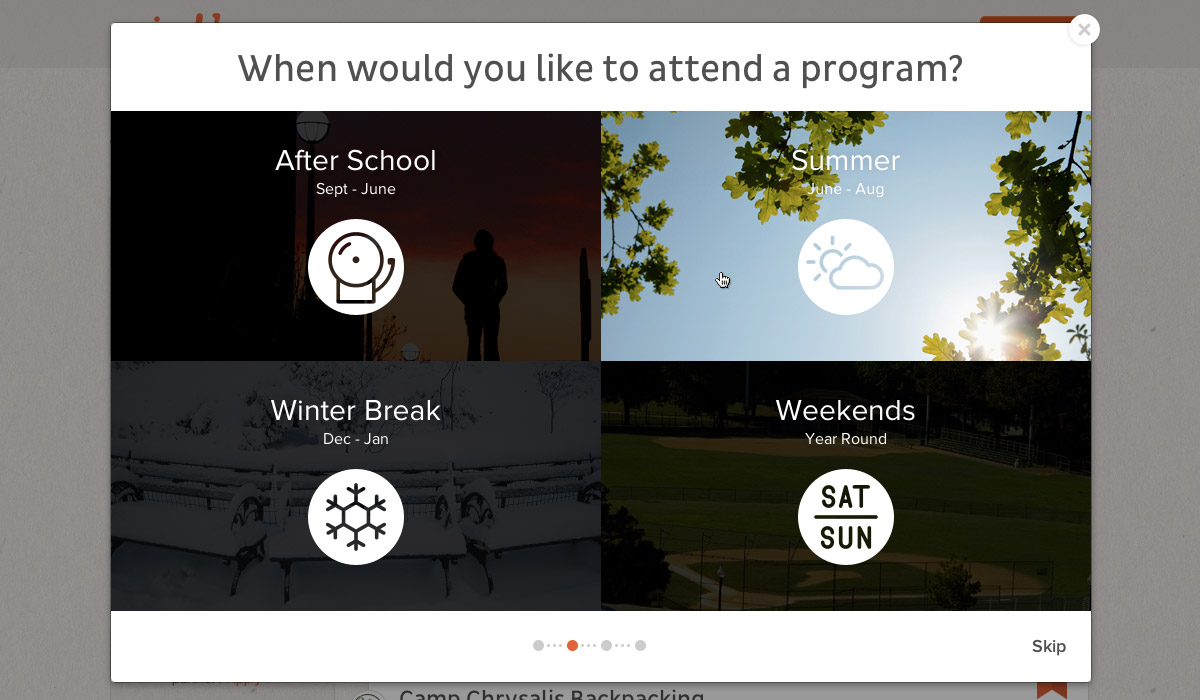 When would you like to attend a program?
After School
Sept - June
Summer
June - Aug
Winter Break
Dec - Jan
Weekends
Year Round
SAT
SUN
Skip
Camp Chrysalis Backpacking